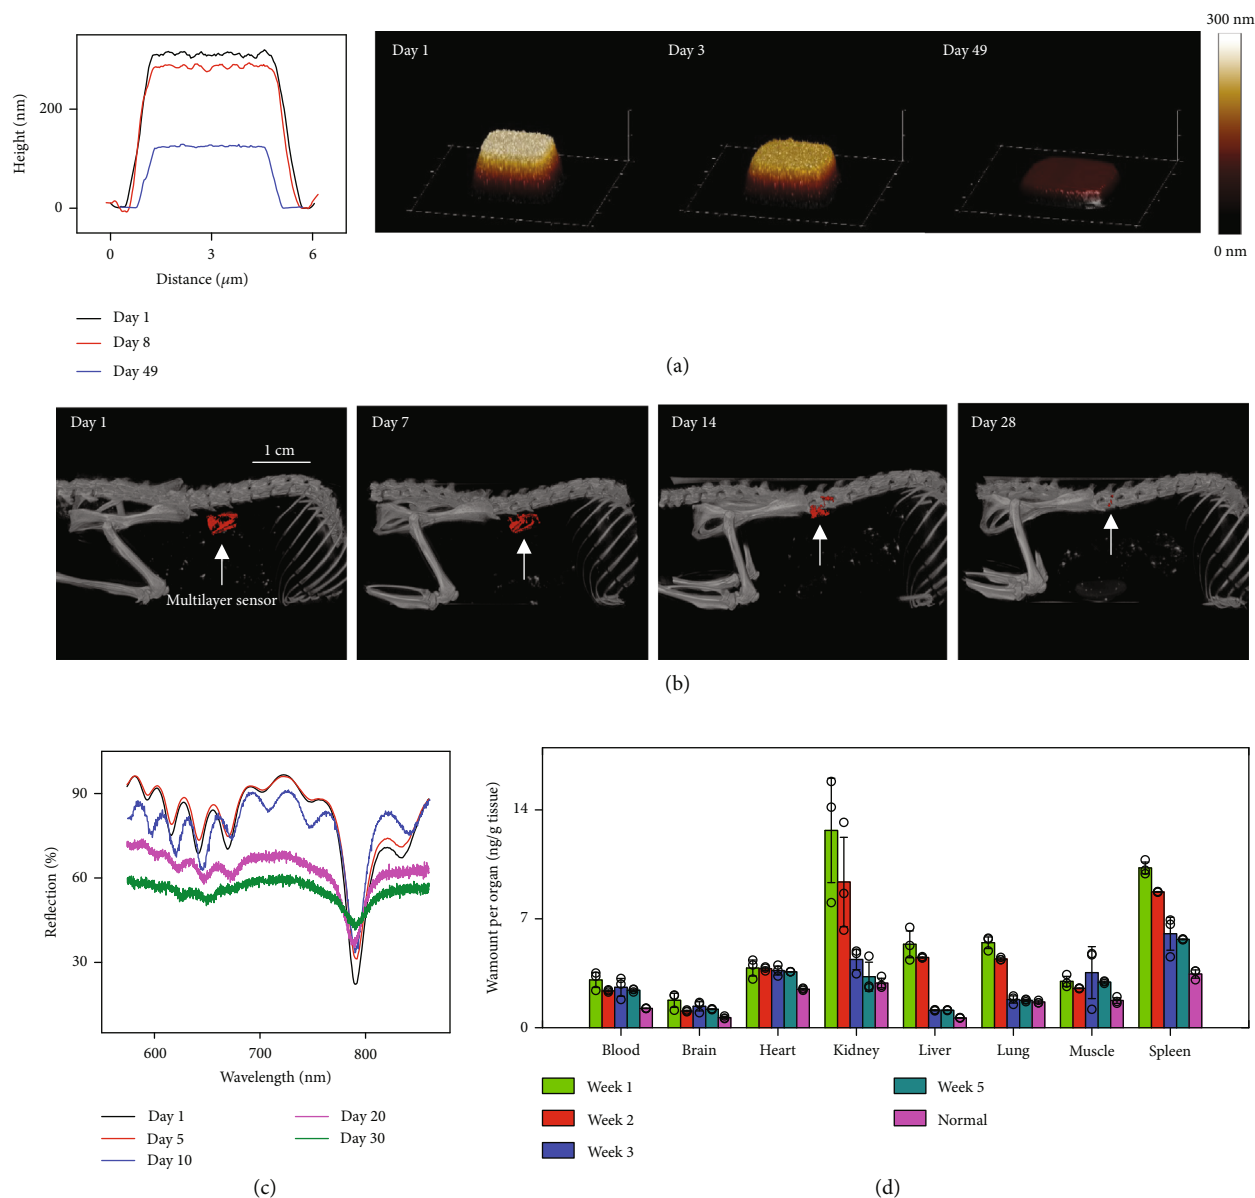 300 nm
Day 1
Day 3
Day 49
200
0
Height (nm)
0 nm
0
3
6
Distance (μm)
Day 1
Day 8
Day 49
(a)
Day 1
Day 7
Day 14
Day 28
1 cm
Multilayer sensor
(b)
90
60
30
Reflection (%)
600
700
800
Wavelength (nm)
Day 1
Day 5
Day 10
Day 20
Day 30
(c)
14
7
0
Wamount per organ (ng/g tissue)
Blood
Brain
Heart
Kidney
Liver
Lung
Muscle
Spleen
Week 1
Week 2
Week 3
Week 5
Normal
(d)